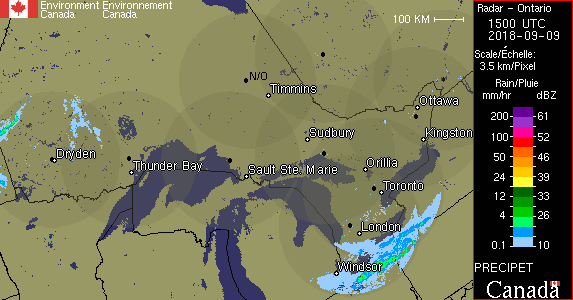 Environment Environnement
Canada Canada
100 KM
N/O
Timmins
Ottawa
Sudbury
Kingston
Dryden
Thunder Bay
Sault Ste. Marie
Orillia
Toronto
London
Windsor
Radar - Ontario
1500 UTC
2018-09-09
Scale/Échelle:
3.5 km/Pixel
Rain/Pluie
mm/hr dBZ
200 61
100 52
50 46
24 39
12 33
4 26
0.1 10
PRECIPET
Canada